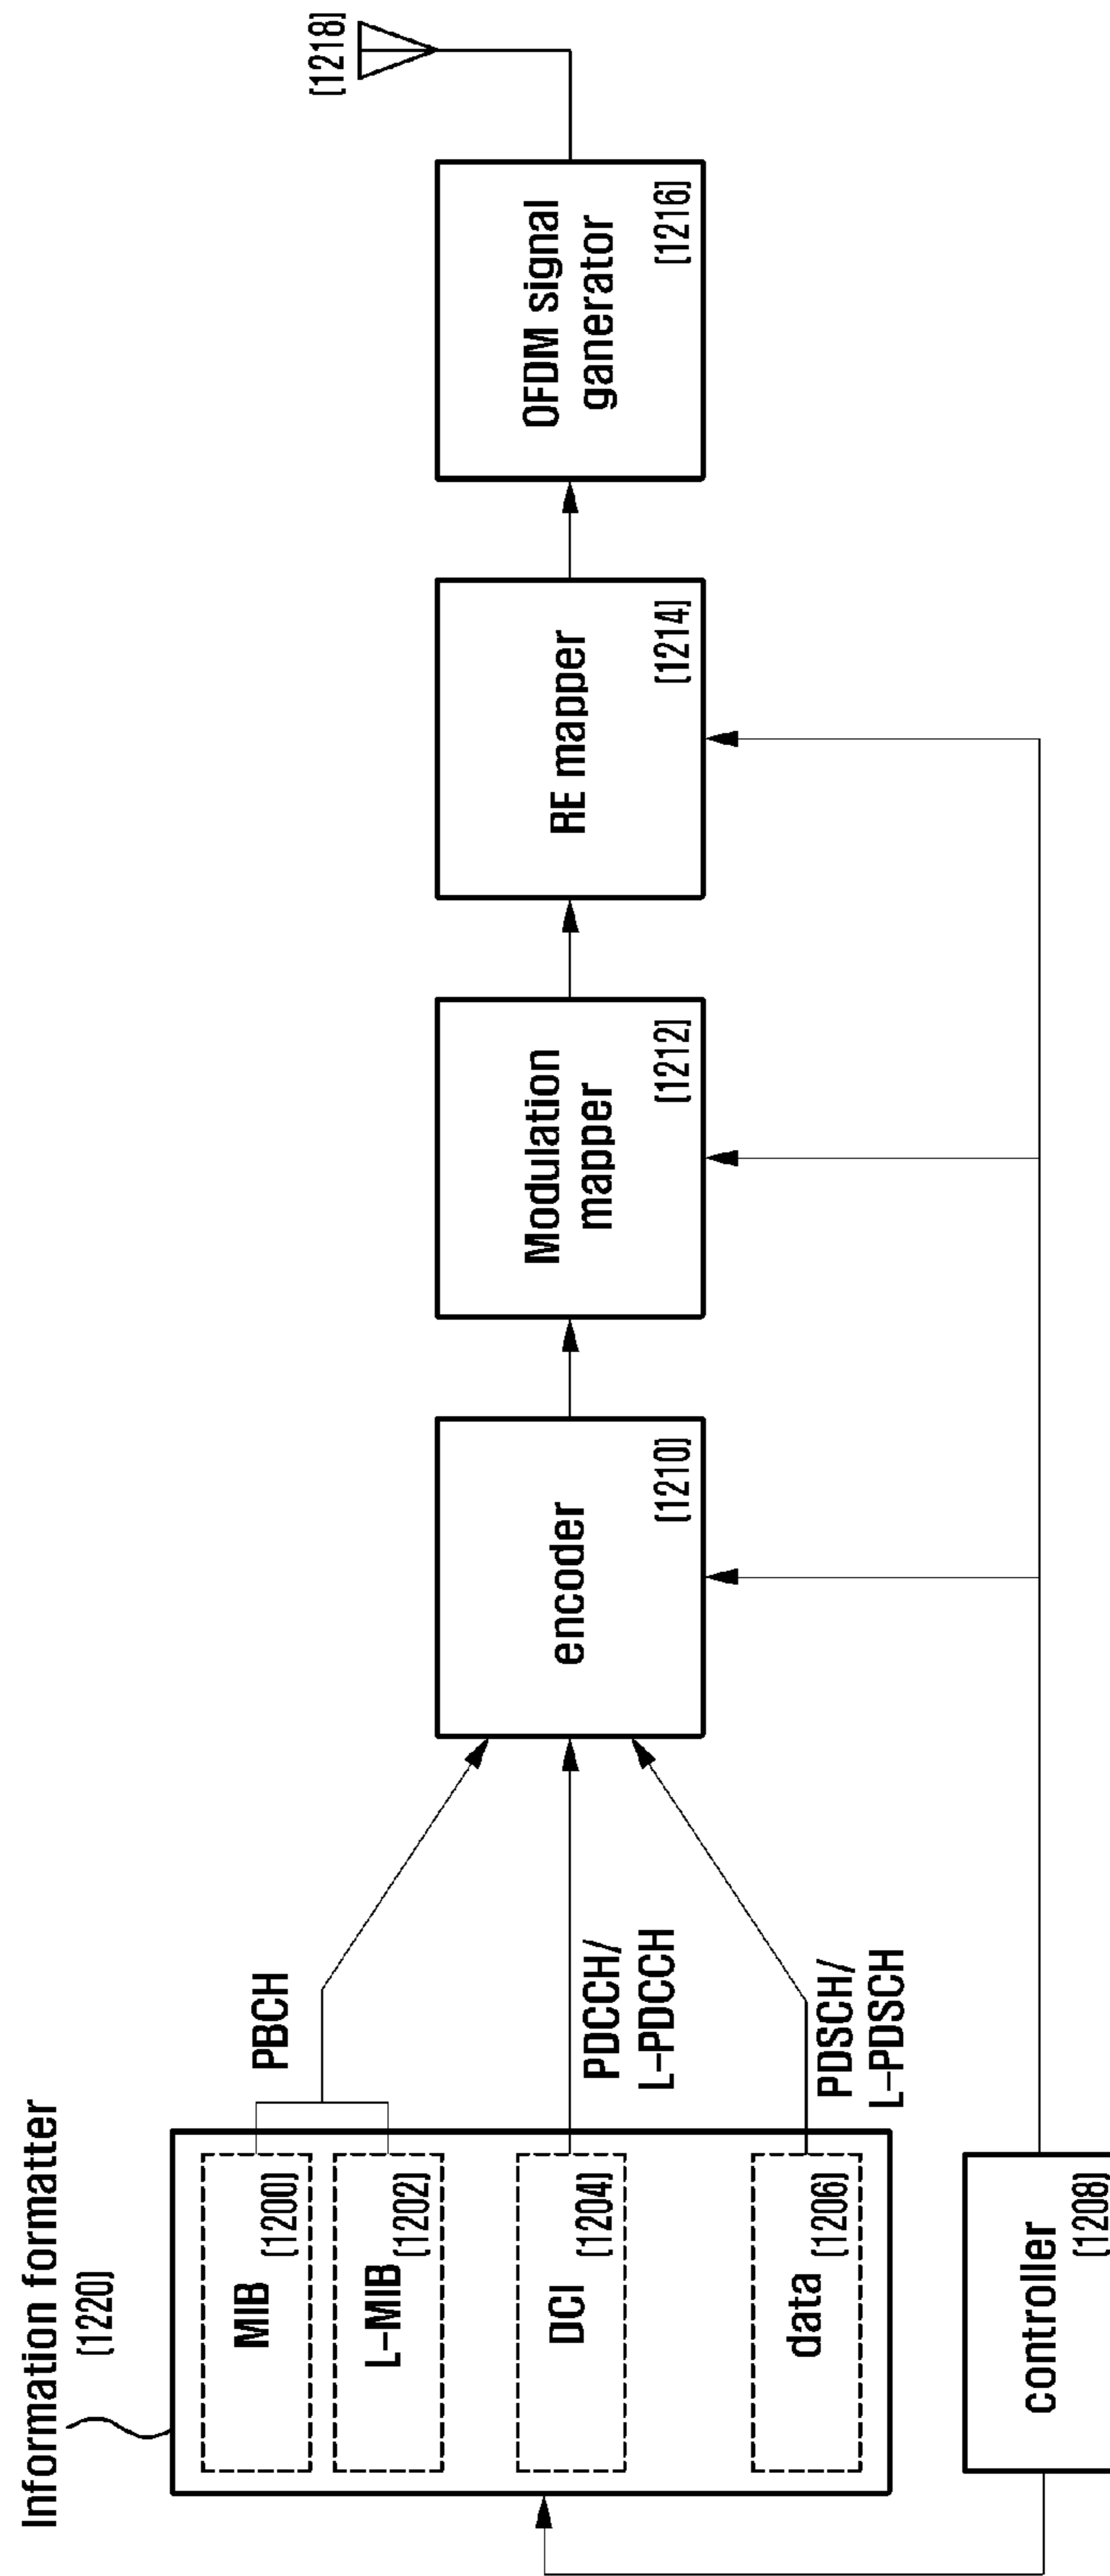 Information formatter
(1220)
MIB
(1200)
L-MIB
(1202)
DCI
(1204)
data
(1206)
controller
(1208)
PBCH
PDCCH/
L-PDCCH
PDSCH/
L-PDSCH
encoder
(1210)
Modulation
mapper
(1212)
RE mapper
(1214)
OFDM signal
ganerator
(1216)
(1218)